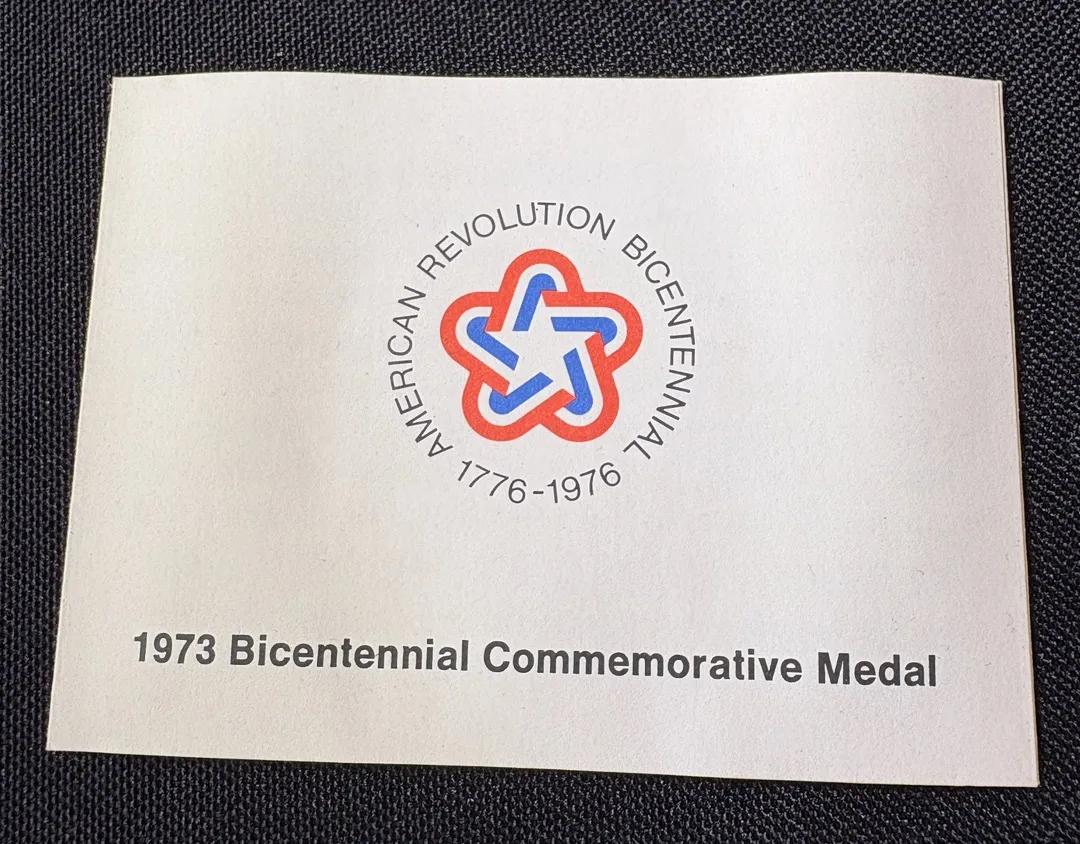 AMERICAN REVOLUTION BICENTENNIAL
1776-1976
1973 Bicentennial Commemorative Medal